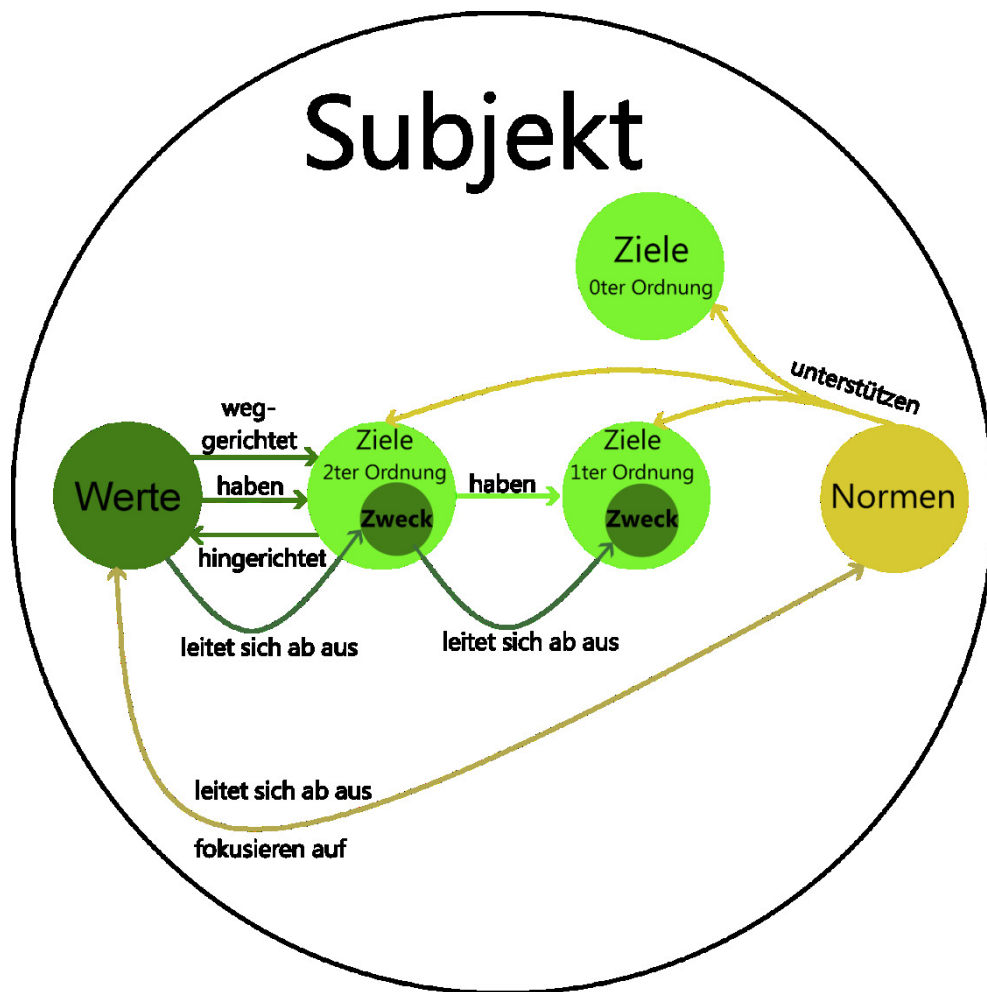 Subjekt
Ziele
0ter Ordnung
unterstützen
weg-
gerichtet
haben
hingerichtet
Werte
Ziele
2ter Ordnung
Zweck
haben
Ziele
1ter Ordnung
Zweck
Normen
leitet sich ab aus
leitet sich ab aus
leitet sich ab aus
fokusieren auf